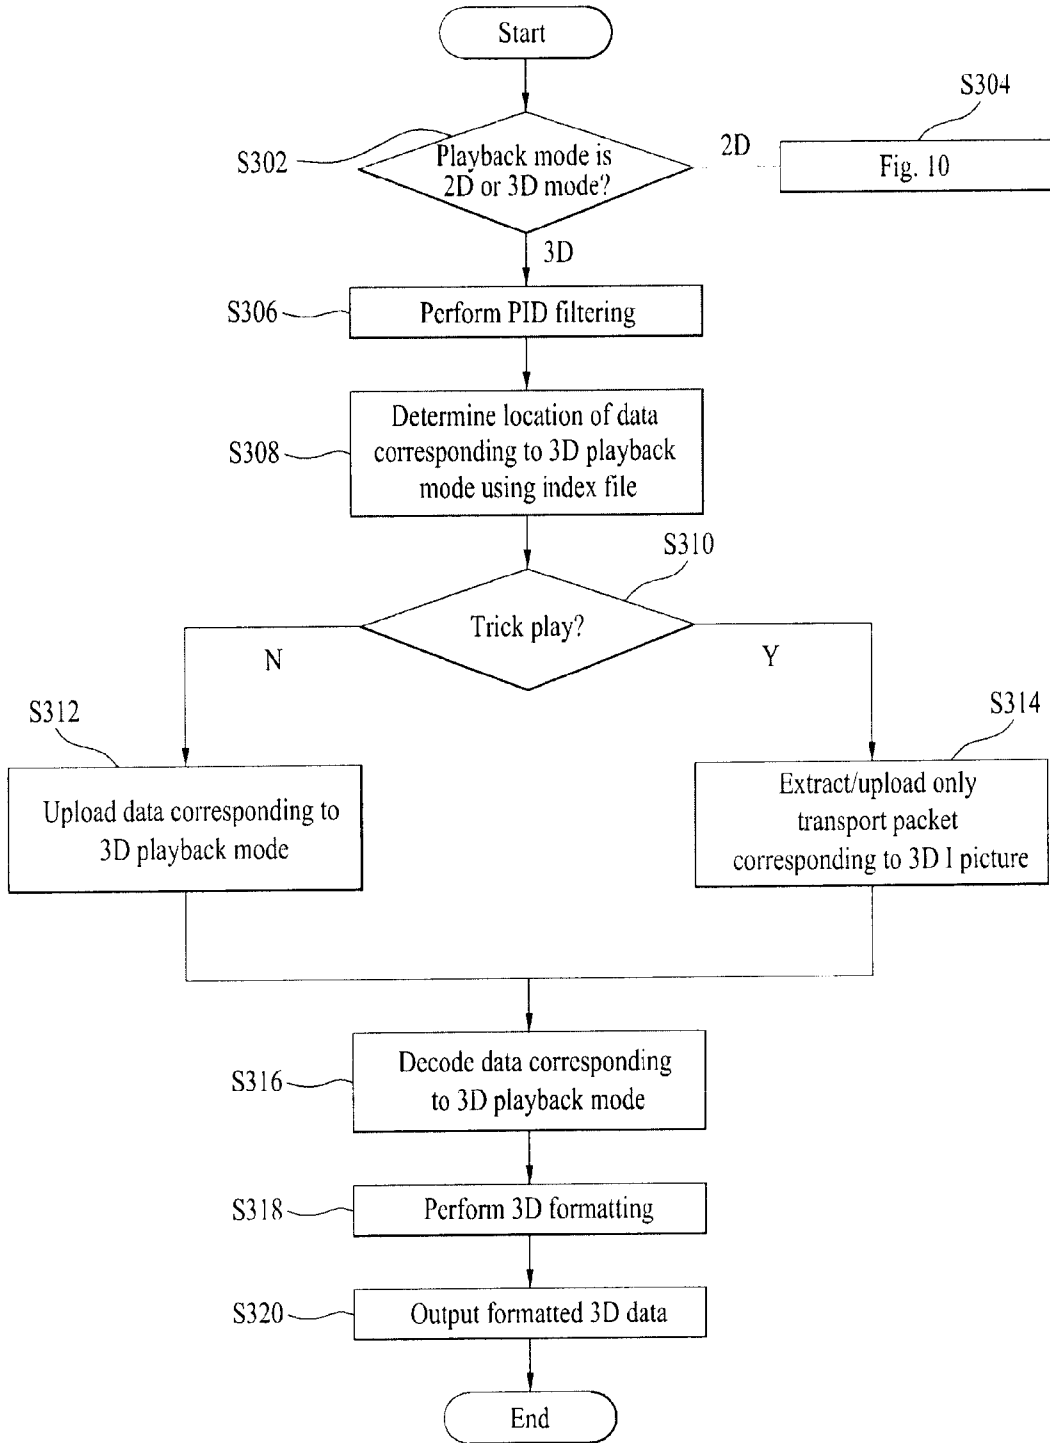 Start
S304
S302
Playback mode is
2D or 3D mode?
2D
Fig. 10
3D
S306
Perform PID filtering
S308
Determine location of data
corresponding to 3D playback
mode using index file
S310
Trick play?
N
Y
S312
S314
Upload data corresponding to
3D playback mode
Extract/upload only
transport packet
corresponding to 3D I picture
S316
Decode data corresponding
to 3D playback mode
S318
Perform 3D formatting
S320
Output formatted 3D data
End